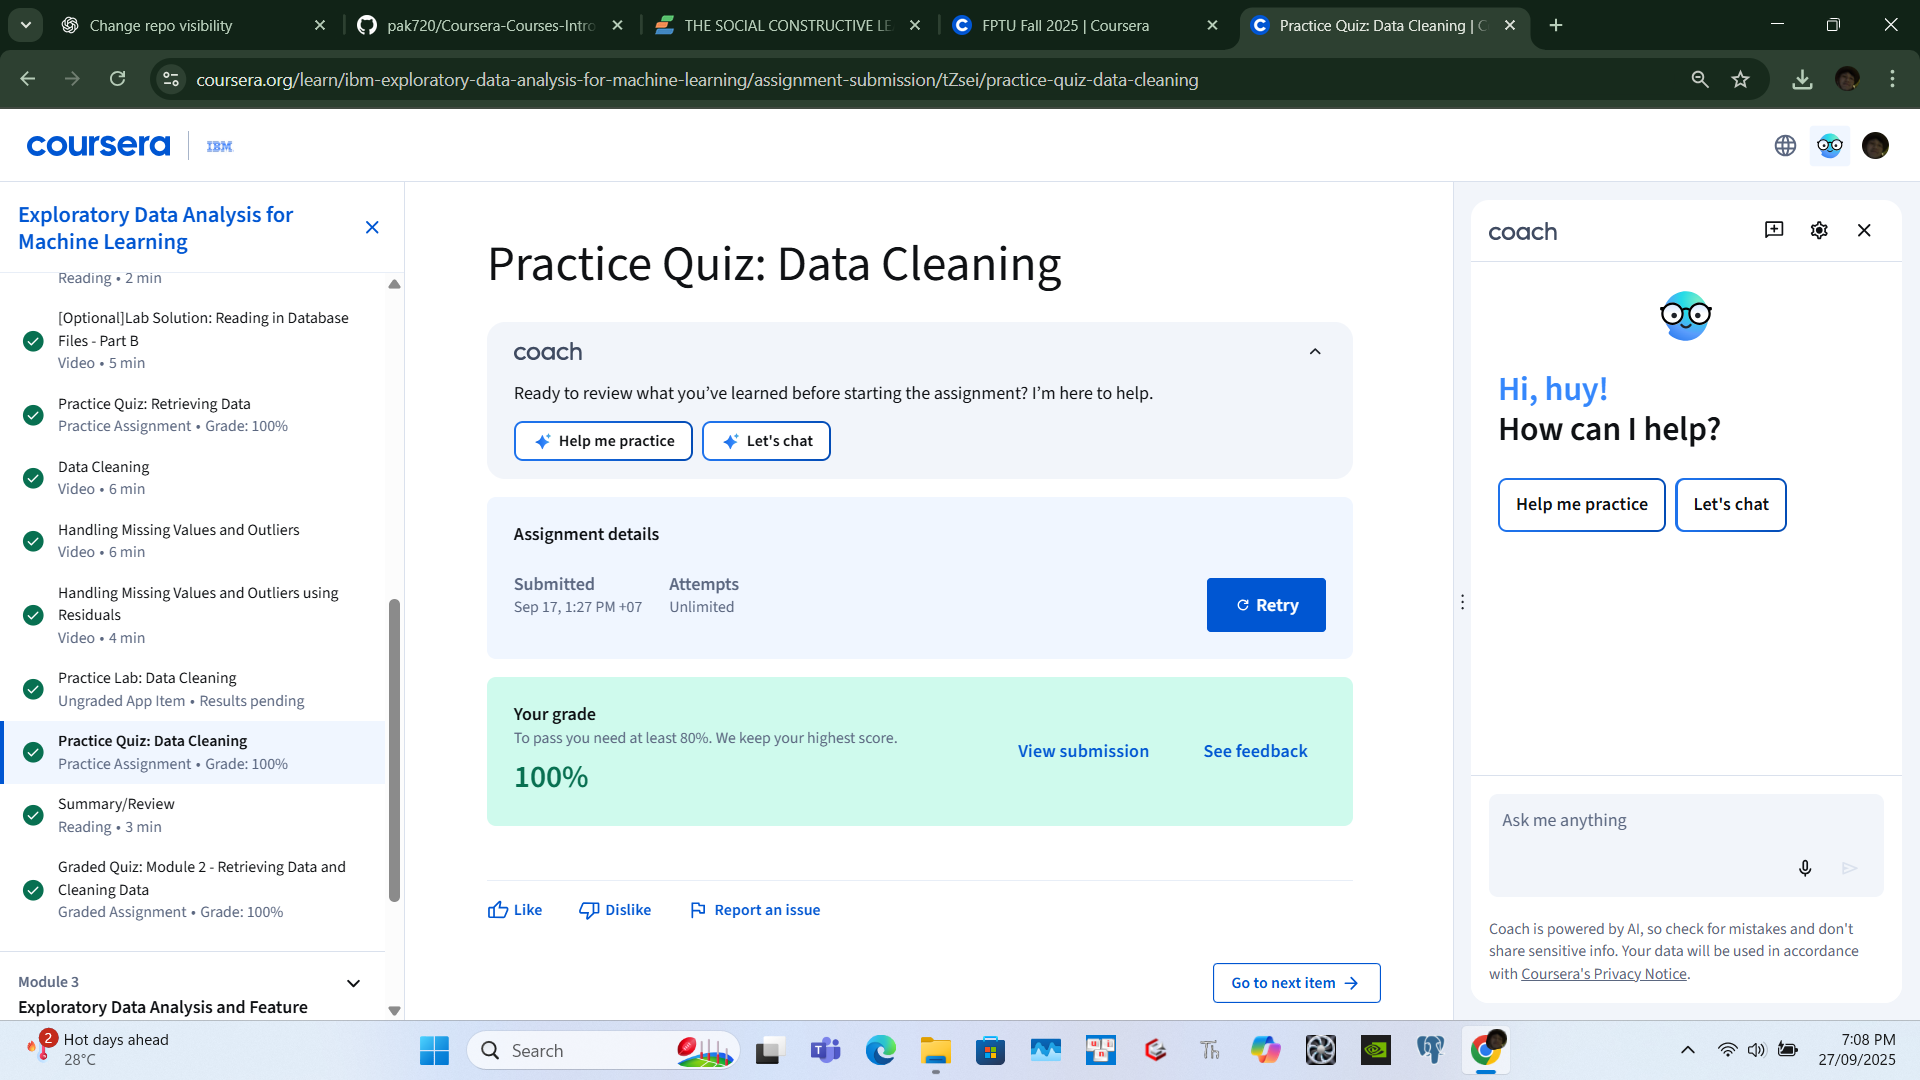 Change repo visibility
pak720/Coursera-Courses-Intro
THE SOCIAL CONSTRUCTIVE LE
FPTU Fall 2025 | Coursera
Practice Quiz: Data Cleaning | C
coursera.org/learn/ibm-exploratory-data-analysis-for-machine-learning/assignment-submission/tZsei/practice-quiz-data-cleaning
coursera
IBM
Exploratory Data Analysis for
Machine Learning
Reading • 2 min
[Optional]Lab Solution: Reading in Database
Files - Part B
Video • 5 min
Practice Quiz: Retrieving Data
Practice Assignment • Grade: 100%
Data Cleaning
Video • 6 min
Handling Missing Values and Outliers
Video • 6 min
Handling Missing Values and Outliers using
Residuals
Video • 4 min
Practice Lab: Data Cleaning
Ungraded App Item • Results pending
Practice Quiz: Data Cleaning
Practice Assignment • Grade: 100%
Summary/Review
Reading • 3 min
Graded Quiz: Module 2 - Retrieving Data and
Cleaning Data
Graded Assignment • Grade: 100%
Module 3
Exploratory Data Analysis and Feature
Practice Quiz: Data Cleaning
coach
Ready to review what you’ve learned before starting the assignment? I’m here to help.
Help me practice
Let's chat
Assignment details
Submitted
Sep 17, 1:27 PM +07
Attempts
Unlimited
Retry
Your grade
To pass you need at least 80%. We keep your highest score.
100%
View submission
See feedback
Like
Dislike
Report an issue
Go to next item
coach
Hi, huy!
How can I help?
Help me practice
Let's chat
Ask me anything
Coach is powered by AI, so check for mistakes and don't
share sensitive info. Your data will be used in accordance
with Coursera's Privacy Notice.
2
Hot days ahead
28°C
Search
Th
7:08 PM
27/09/2025